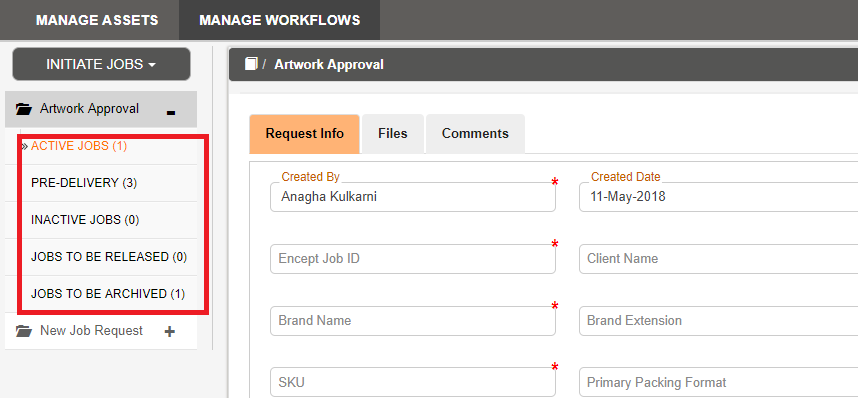 MANAGE ASSETS MANAGE WORKFLOWS
INITIATE JOBS
/ Artwork Approval
Artwork Approval
» ACTIVE JOBS (1)
PRE-DELIVERY (3)
INACTIVE JOBS (0)
JOBS TO BE RELEASED (0)
JOBS TO BE ARCHIVED (1)
New Job Request +
Request Info Files Comments
Created By * Created Date
Anagha Kulkarni 11-May-2018
Encept Job ID * Client Name
Brand Name * Brand Extension
SKU * Primary Packing Format